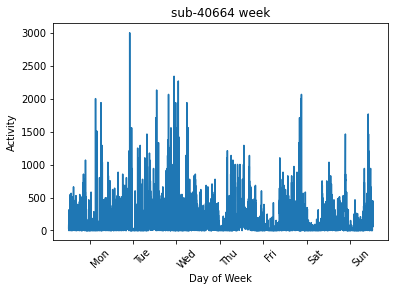 sub-40664 week
3000
2500
2000
1500
1000
500
0
Activity
Mon
Tue
Wed
Thu
Fri
Sat
Sun
Day of Week